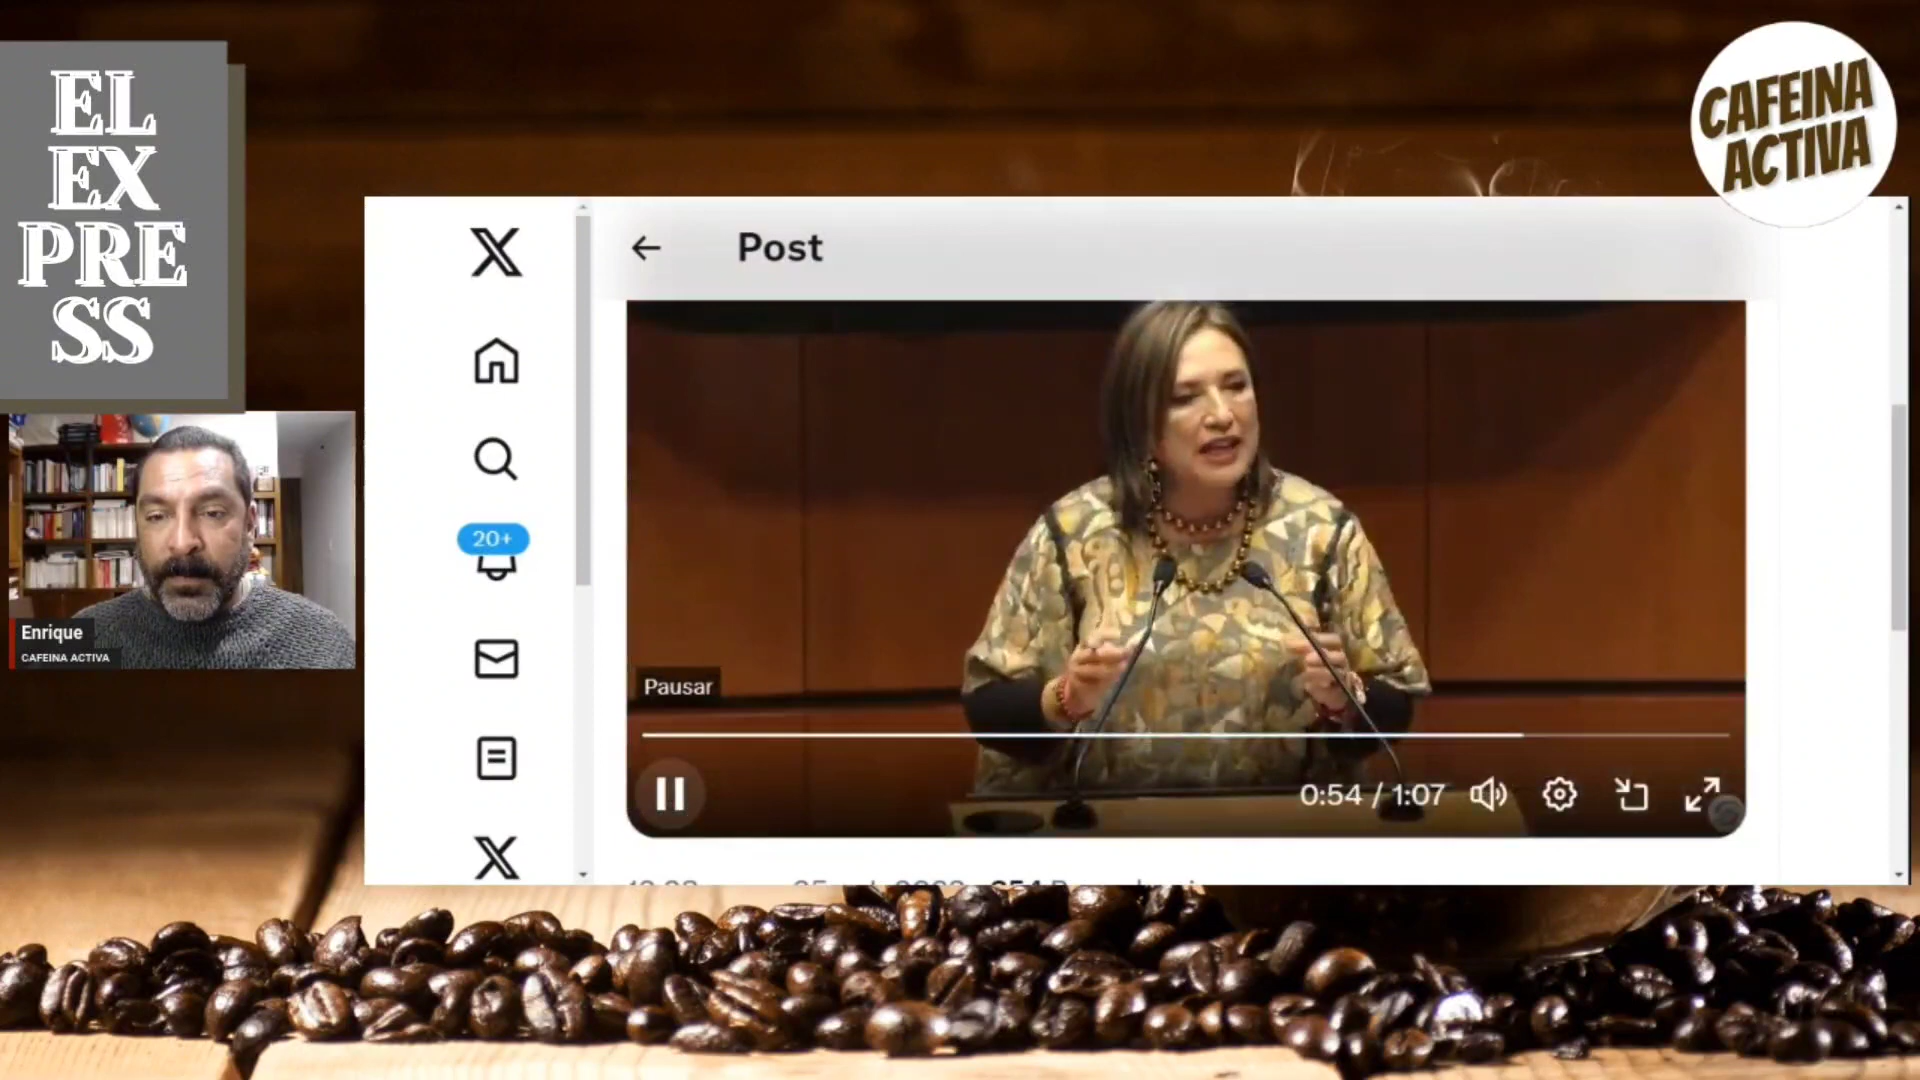 EL
EX
PRE
SS
CAFEINA
ACTIVA
Post
20+
Enrique
CAFEINA ACTIVA
Pausar
0:54 / 1:07